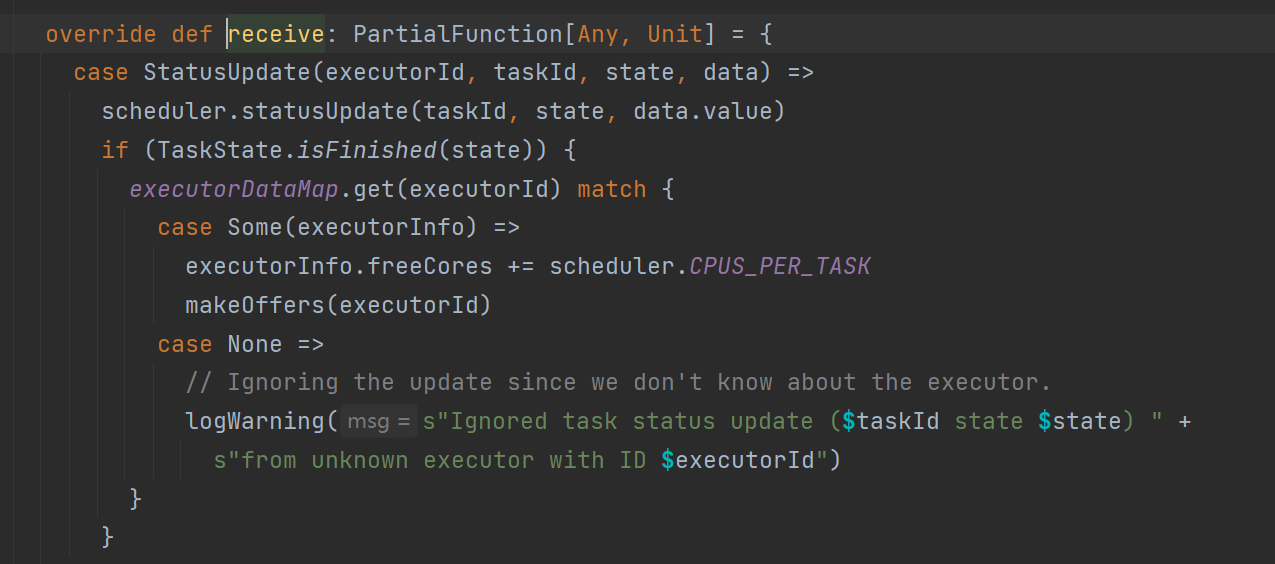 override def receive: PartialFunction[Any, Unit] = {
case StatusUpdate(executorId, taskId, state, data) =>
scheduler.statusUpdate(taskId, state, data.value)
if (TaskState.isFinished(state)) {
executorDataMap.get(executorId) match {
case Some(executorInfo) =>
executorInfo.freeCores += scheduler.CPUS_PER_TASK
makeOffers(executorId)
case None =>
// Ignoring the update since we don't know about the executor.
logWarning( msg = s"Ignored task status update ($taskId state $state) " +
s"from unknown executor with ID $executorId")
}
}